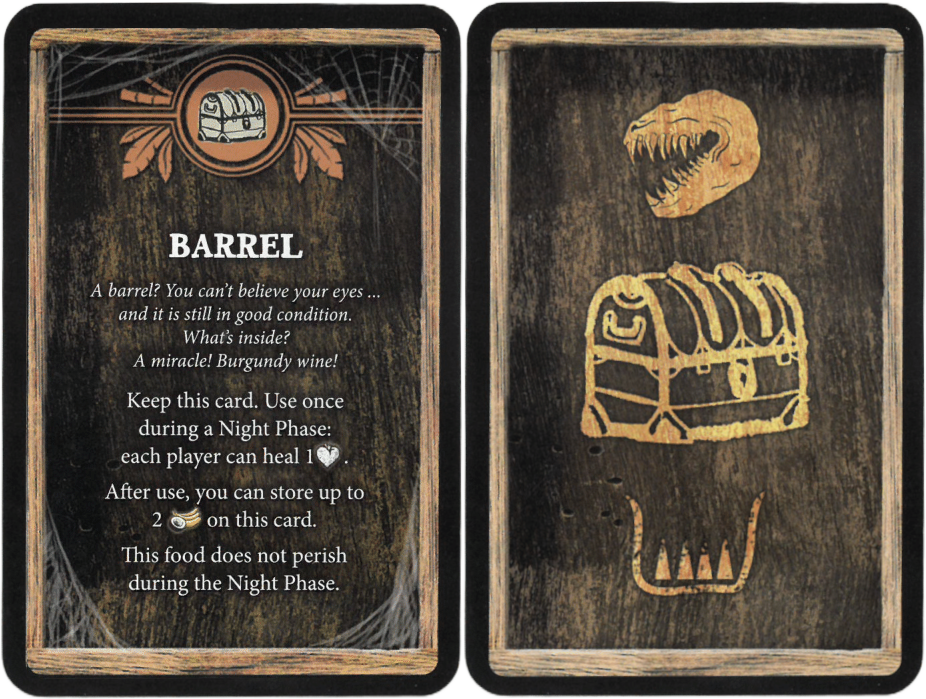 BARREL
A barrel? You can't believe your eyes ...
and it is still in good condition.
What's inside?
A miracle! Burgundy wine!
Keep this card. Use once
during a Night Phase:
each player can heal 1 .
After use, you can store up to
2 on this card.
This food does not perish
during the Night Phase.